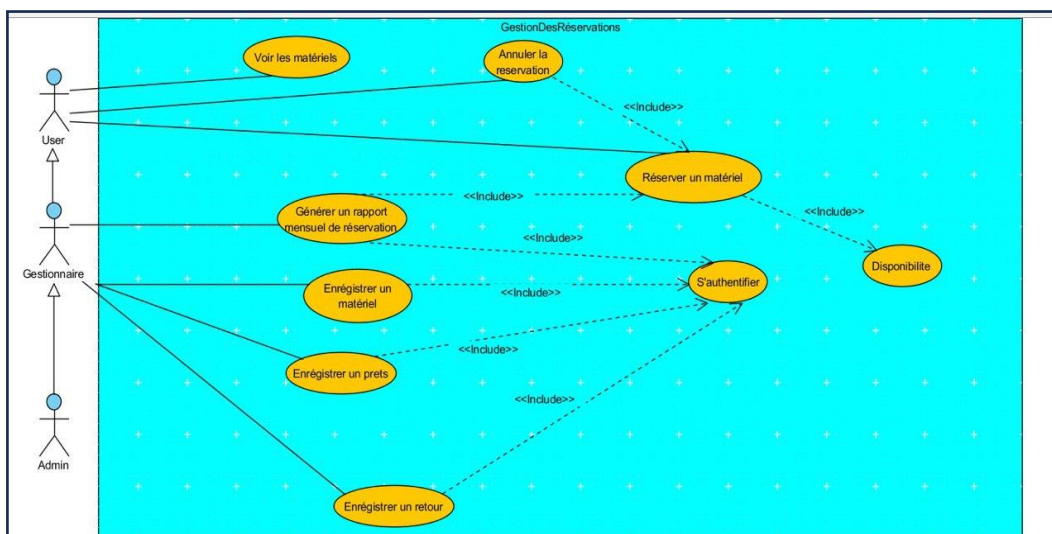 GestionDesRéservations
Voir les matériels
Annuler la
reservation
<<Include>>
User
Réserver un matériel
<<Include>>
Générer un rapport
mensuel de réservation
<<Include>>
<<Include>>
Gestionnaire
Disponibilite
S'authentifier
Enrégistrer un
matériel
<<Include>>
<<Include>>
Enrégistrer un prets
<<Include>>
Admin
Enrégistrer un retour